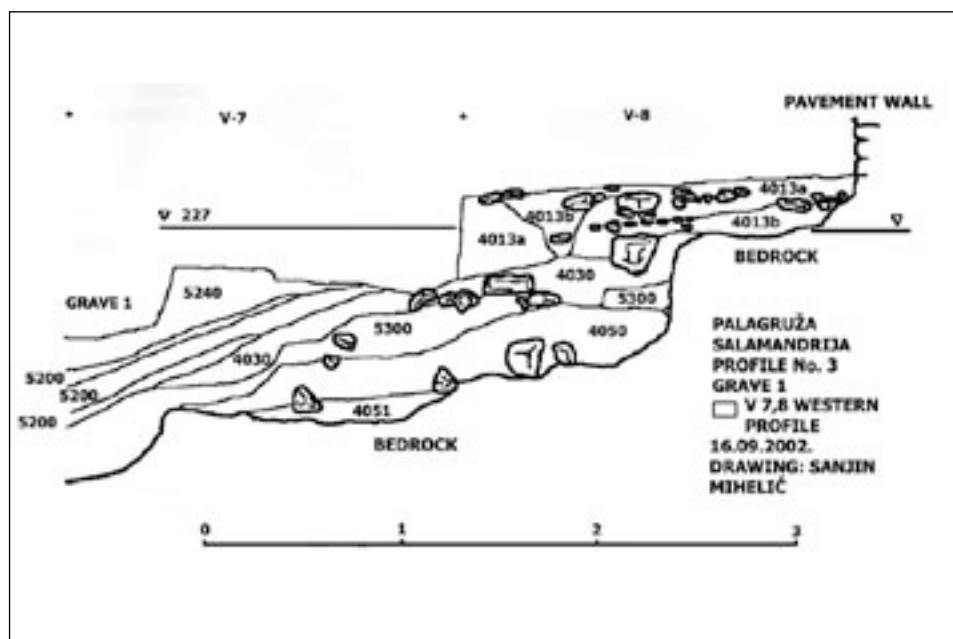 V-7
V-8
PAVEMENT WALL
227
4013a
4013b
4013a
4013b
BEDROCK
4030
5240
GRAVE 1
5300
5300
4050
4030
5200
5200
5200
4051
BEDROCK
PALAGRUŽA
SALAMANDRIJA
PROFILE No. 3
GRAVE 1
V 7,8 WESTERN
PROFILE
16.09.2002.
DRAWING: SANJIN
MIHELIĆ
0 1 2 3